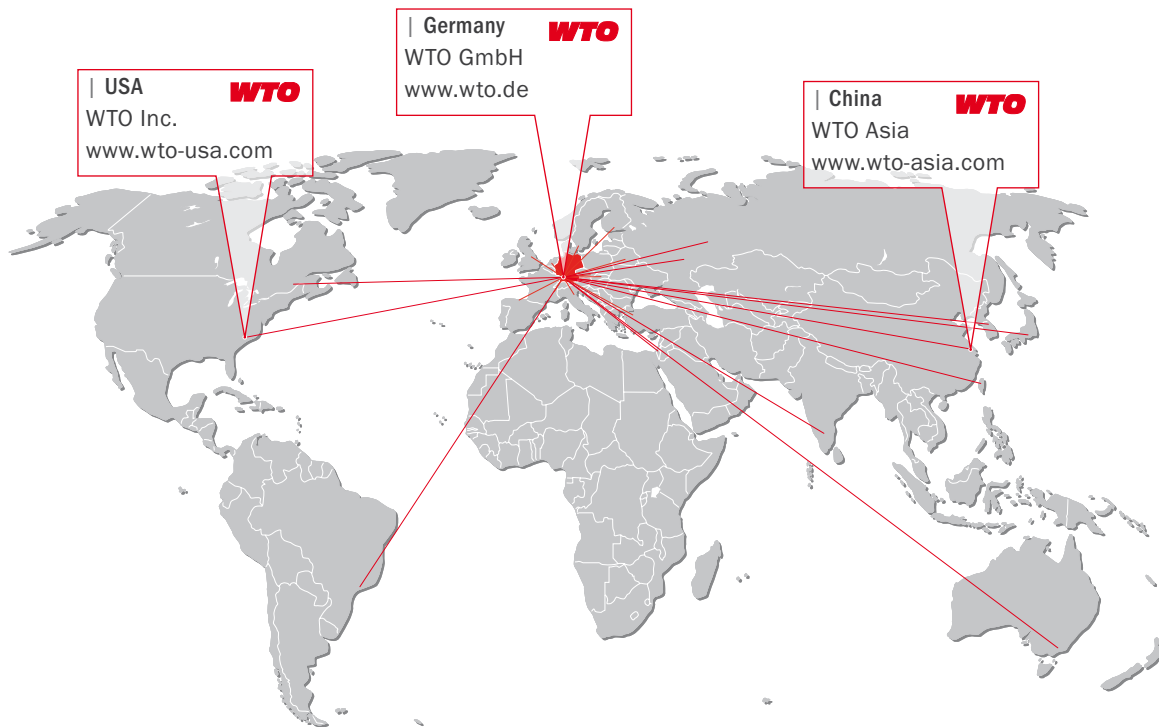 | USA WTO
WTO Inc.
www.wto-usa.com
| Germany WTO
WTO GmbH
www.wto.de
| China WTO
WTO Asia
www.wto-asia.com